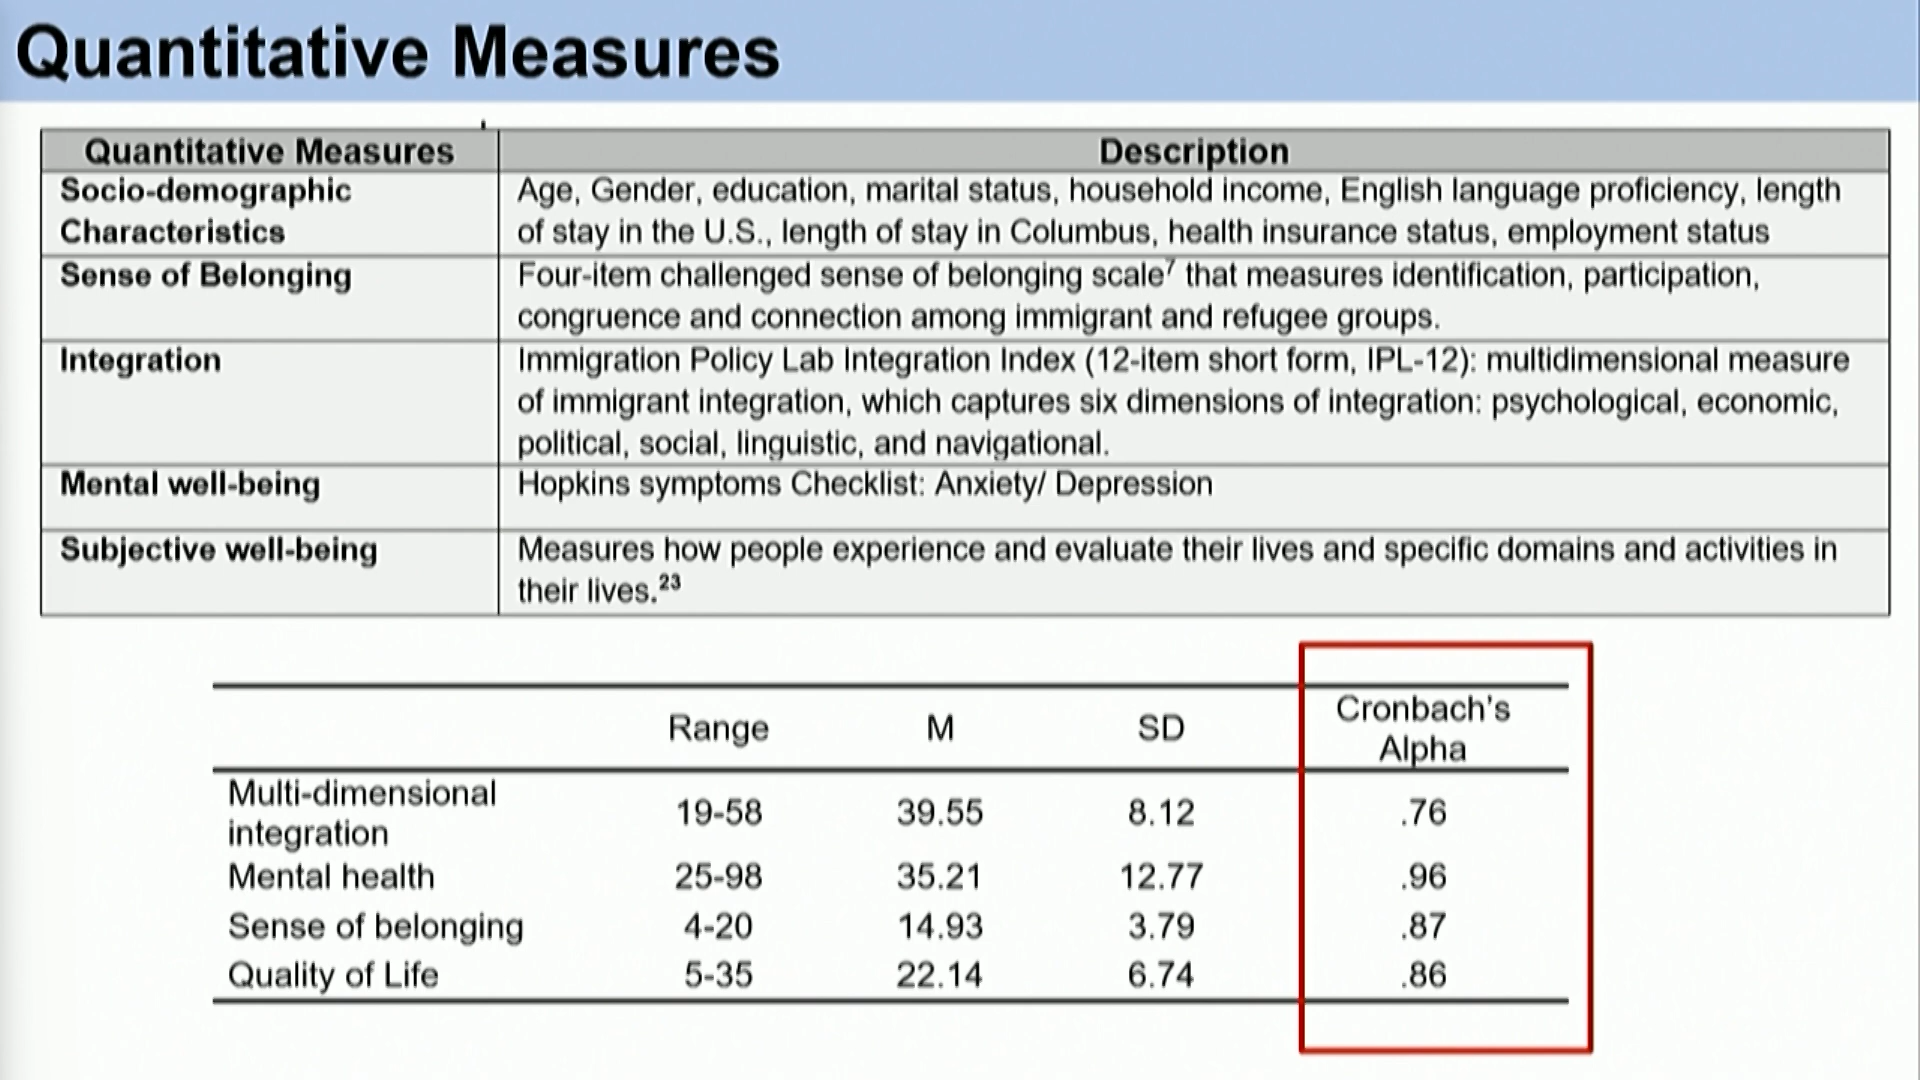 Quantitative Measures
Quantitative Measures Description
Socio-demographic Characteristics
Age, Gender, education, marital status, household income, English language proficiency, length
of stay in the U.S., length of stay in Columbus, health insurance status, employment status
Sense of Belonging
Four-item challenged sense of belonging scale⁷ that measures identification, participation,
congruence and connection among immigrant and refugee groups.
Integration
Immigration Policy Lab Integration Index (12-item short form, IPL-12): multidimensional measure
of immigrant integration, which captures six dimensions of integration: psychological, economic,
political, social, linguistic, and navigational.
Mental well-being
Hopkins symptoms Checklist: Anxiety/ Depression
Subjective well-being
Measures how people experience and evaluate their lives and specific domains and activities in
their lives.²³
Range M SD Cronbach's Alpha
Multi-dimensional integration 19-58 39.55 8.12 .76
Mental health 25-98 35.21 12.77 .96
Sense of belonging 4-20 14.93 3.79 .87
Quality of Life 5-35 22.14 6.74 .86